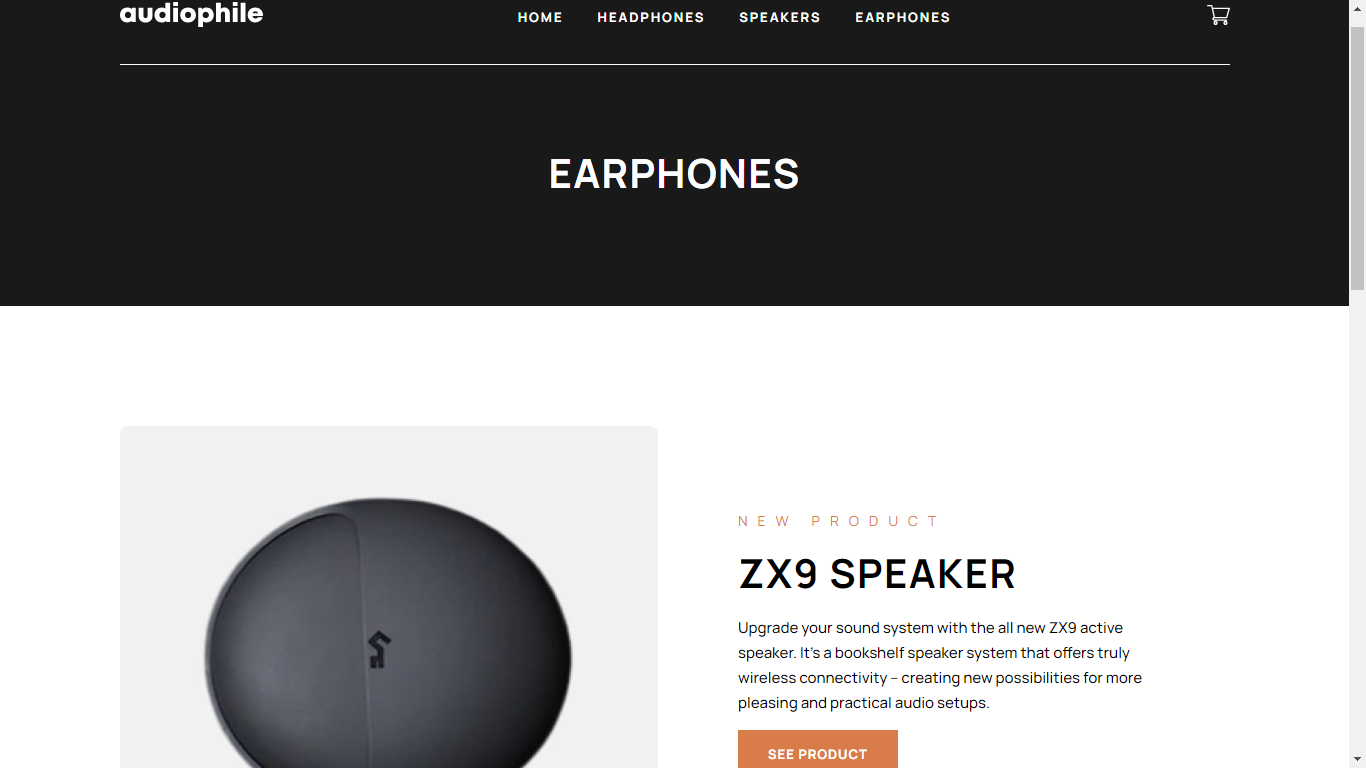 audiophile
HOME HEADPHONES SPEAKERS EARPHONES
EARPHONES
NEW PRODUCT
ZX9 SPEAKER
Upgrade your sound system with the all new ZX9 active
speaker. It's a bookshelf speaker system that offers truly
wireless connectivity – creating new possibilities for more
pleasing and practical audio setups.
SEE PRODUCT